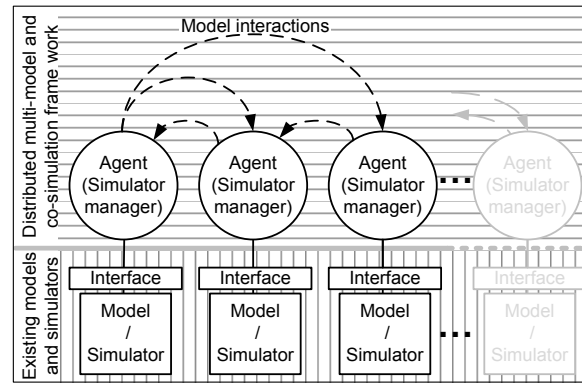 Distributed multi-model and
co-simulation frame work
Model interactions
Agent
(Simulator
manager)
Agent
(Simulator
manager)
Agent
(Simulator
manager)
...
Agent
(Simulator
manager)
Existing models
and simulators
Interface
Interface
Interface
Interface
Model
/
Simulator
Model
/
Simulator
Model
/
Simulator
...
Model
/
Simulator